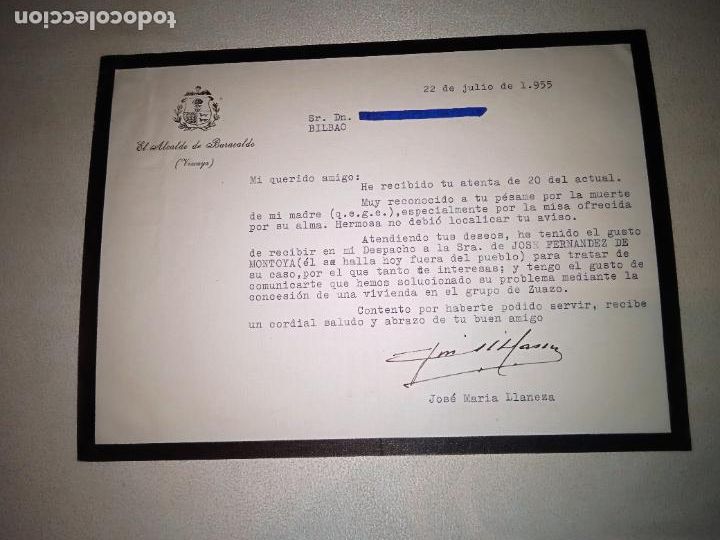 todocoleccion
22 de julio de 1.955
Sr. Dn.
BILBAO
El Alcalde de Baracaldo
(Vizcaya)
Mi querido amigo:
He recibido tu atenta de 20 del actual.
Muy reconocido a tu pésame por la muerte
de mi madre (q.e.g.e.),especialmente por la misa ofrecida
por su alma. Hermosa no debió localicar tu aviso.
Atendiendo tus deseos, he tenido el gusto
de recibir en mi Despacho a la Sra. de JOSE FERNANDEZ DE
MONTOYA(él se halla hoy fuera del pueblo) para tratar de
su caso,por el que tanto te interesas; y tengo el gusto de
comunicarte que hemos solucionado su problema mediante la
concesión de una vivienda en el grupo de Zuazo.
Contento por haberte podido servir, recibe
un cordial saludo y abrazo de tu buen amigo
José Maria Llaneza